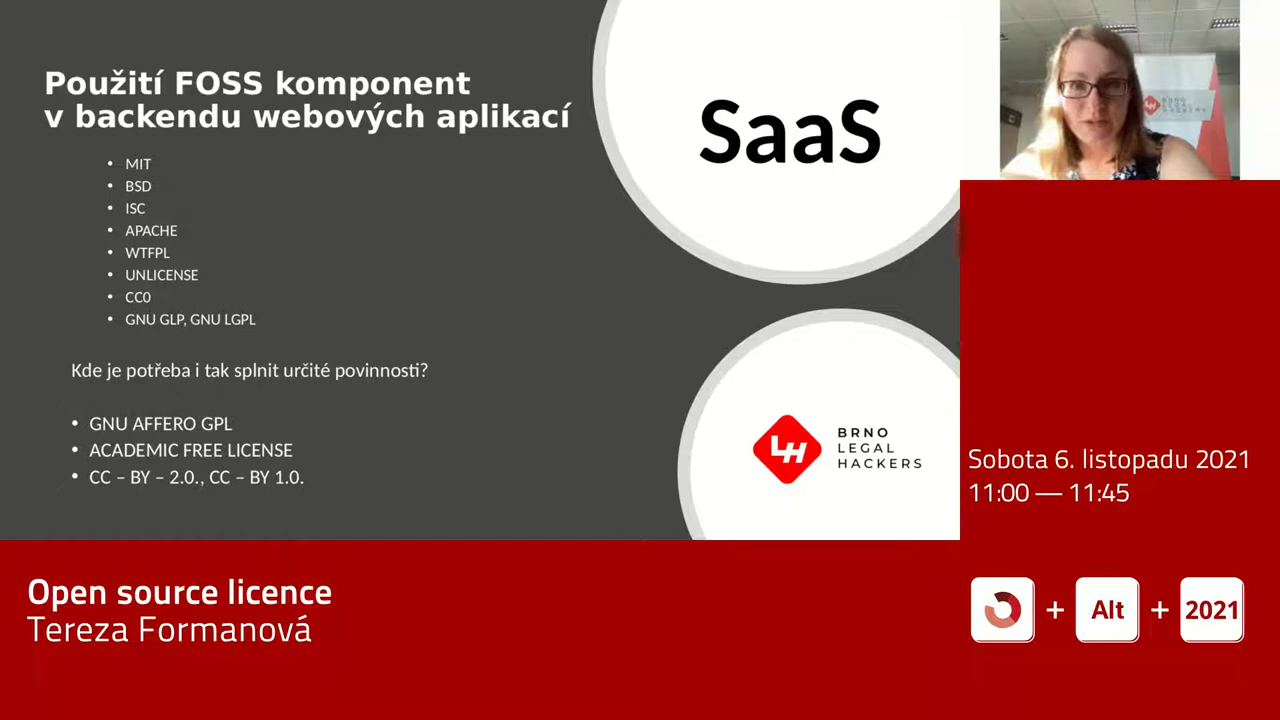 Použití FOSS komponent
v backendu webových aplikací
• MIT
• BSD
• ISC
• APACHE
• WTFPL
• UNLICENSE
• CC0
• GNU GLP, GNU LGPL
Kde je potřeba i tak splnit určité povinnosti?
• GNU AFFERO GPL
• ACADEMIC FREE LICENSE
• CC – BY – 2.0., CC – BY 1.0.
SaaS
LH
BRNO
LEGAL
HACKERS
Sobota 6. listopadu 2021
11:00 — 11:45
Open source licence
Tereza Formanová
+ Alt + 2021